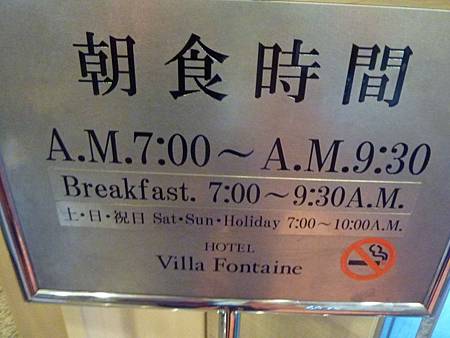 朝食時間
A.M.7:00～A.M.9:30
Breakfast. 7:00～9:30A.M.
土・日・祝日 Sat・Sun・Holiday 7:00～10:00A.M.
HOTEL
Villa Fontaine